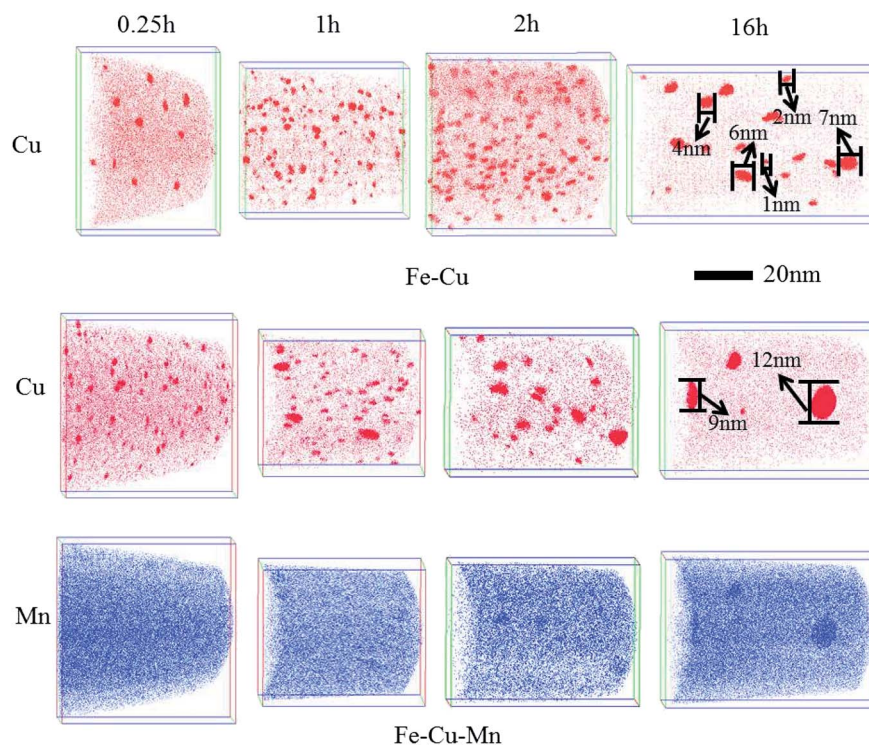 0.25h 1h 2h 16h
Cu
6nm 2nm 7nm
4nm
1nm
Fe-Cu
20nm
Cu
12nm
9nm
Mn
Fe-Cu-Mn